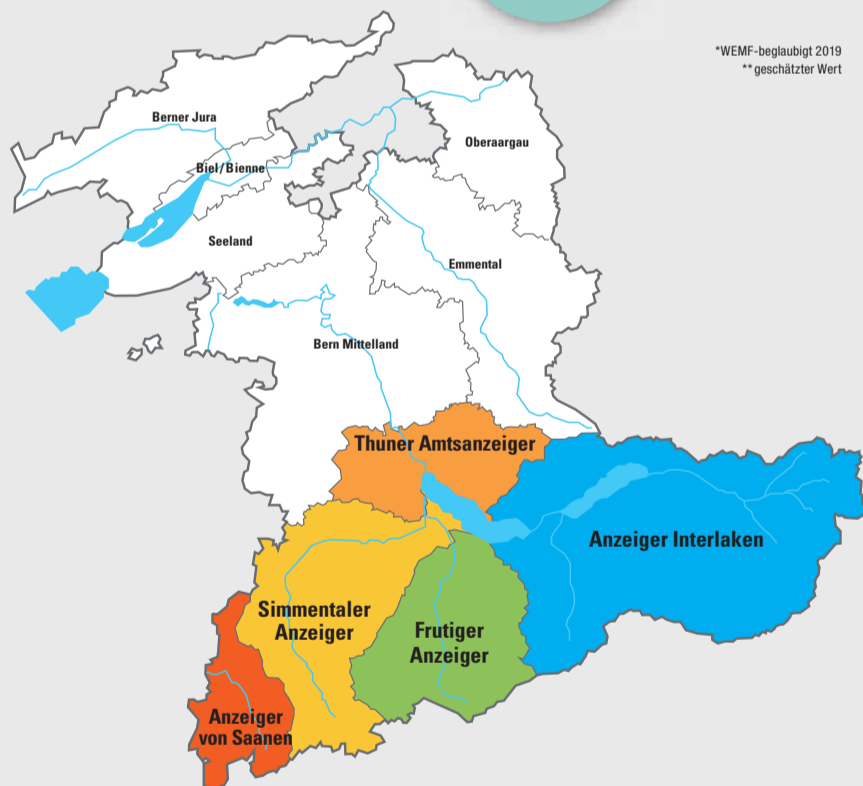 *WEMF-beglaubigt 2019
** geschätzter Wert
Berner Jura
Oberaargau
Biel/Bienne
Seeland
Emmental
Bern Mittelland
Thuner Amtsanzeiger
Anzeiger Interlaken
Simmentaler
Anzeiger
Frutiger
Anzeiger
Anzeiger
von Saanen